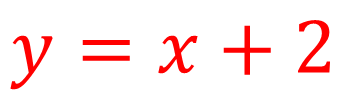 y = x + 2